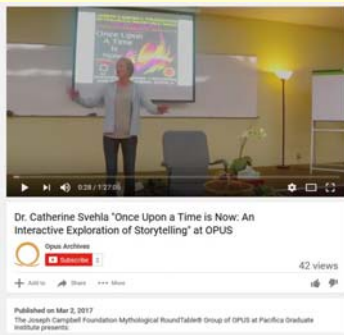 Once Upon
A Time
is
Now:
0:28 / 1:27:05
Dr. Catherine Svehla "Once Upon a Time is Now: An
Interactive Exploration of Storytelling" at OPUS
Opus Archives
Subscribe
42 views
Add to Share More
Published on Mar 2, 2017
The Joseph Campbell Foundation Mythological RoundTable® Group of OPUS at Pacifica Graduate
Institute presents: